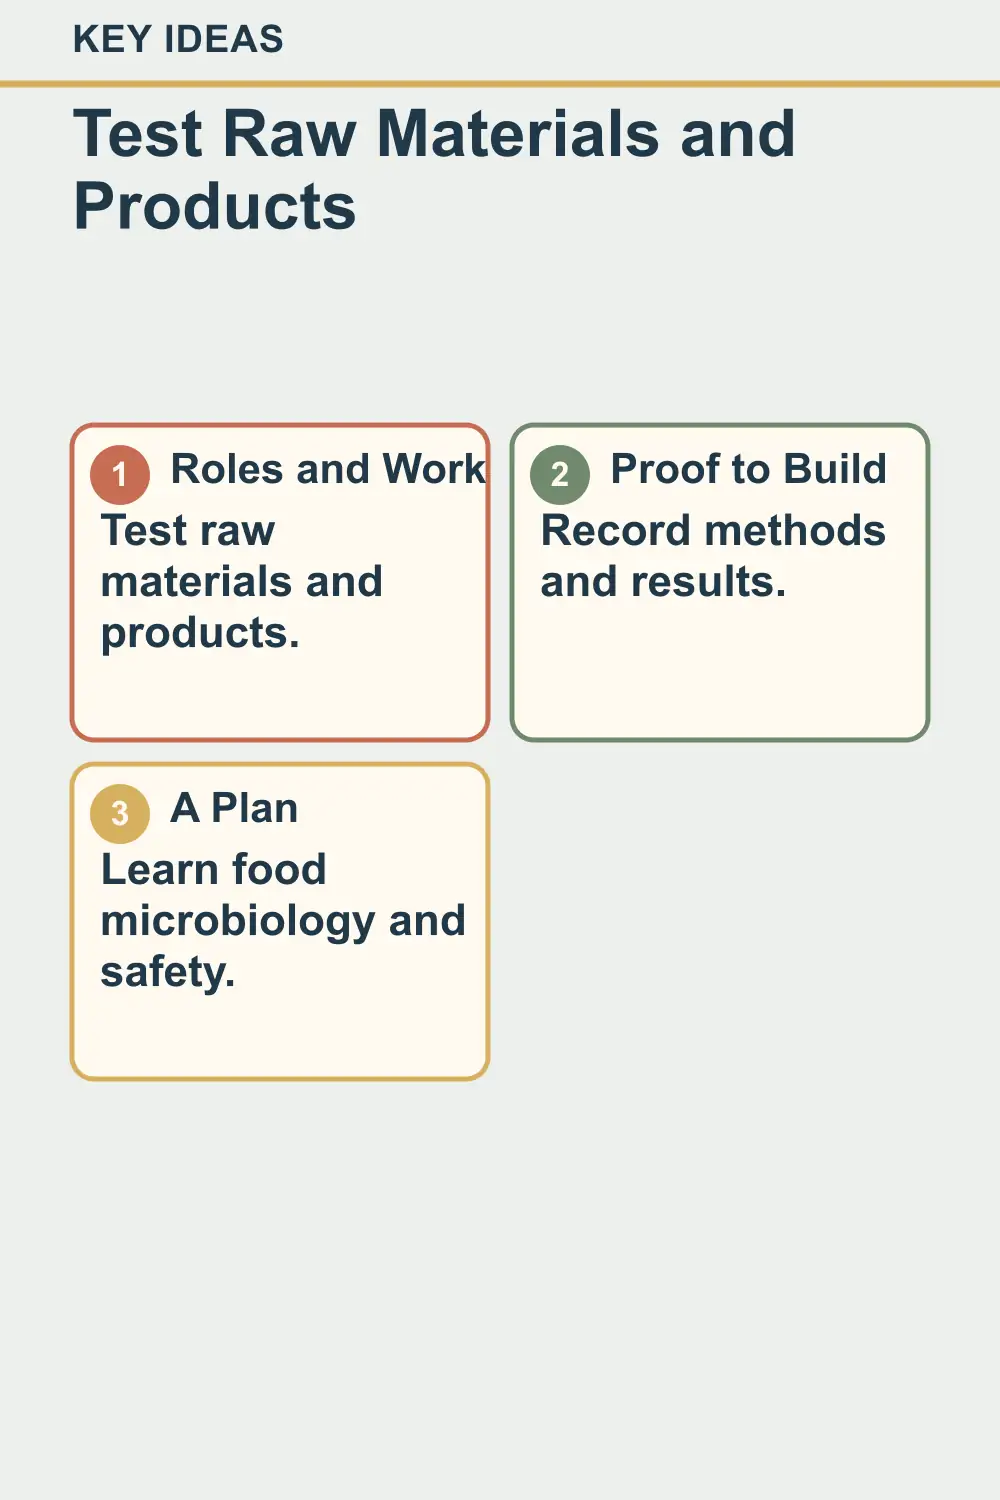 KEY IDEAS
Test Raw Materials and
Products
1 Roles and Work
Test raw
materials and
products.
2 Proof to Build
Record methods
and results.
3 A Plan
Learn food
microbiology and
safety.